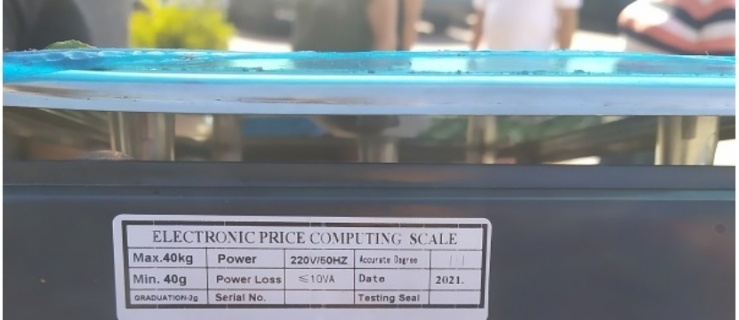 ELECTRONIC PRICE COMPUTING SCALE
Max.40kg Power 220V/50HZ Accurate Degree
Min. 40g Power Loss ≤10VA Date 2021.
GRADUATION-2g Serial No. Testing Seal